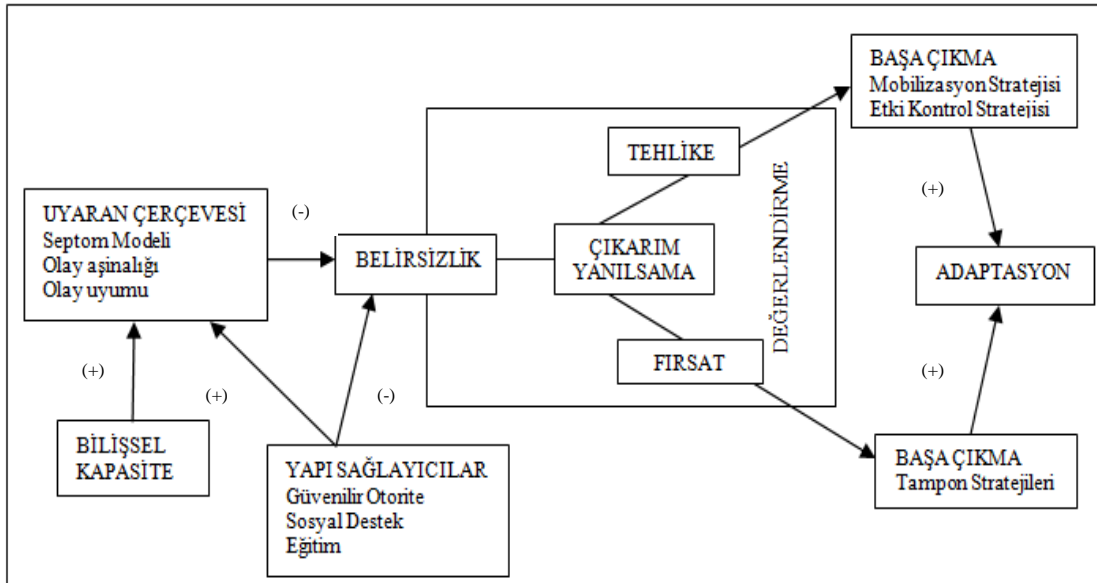 BAŞA ÇIKMA
Mobilizasyon Stratejisi
Etki Kontrol Stratejisi
TEHLİKE
DEĞERLENDİRME
(+)
UYARAN ÇERÇEVESİ
Septom Modeli
Olay aşinalığı
Olay uyumu
(-)
BELİRSİZLİK
ÇIKARIM
YANILSAMA
ADAPTASYON
FIRSAT
(+)
(+)
(+)
(-)
BİLİŞSEL
KAPASİTE
YAPI SAĞLAYICILAR
Güvenilir Otorite
Sosyal Destek
Eğitim
BAŞA ÇIKMA
Tampon Stratejileri